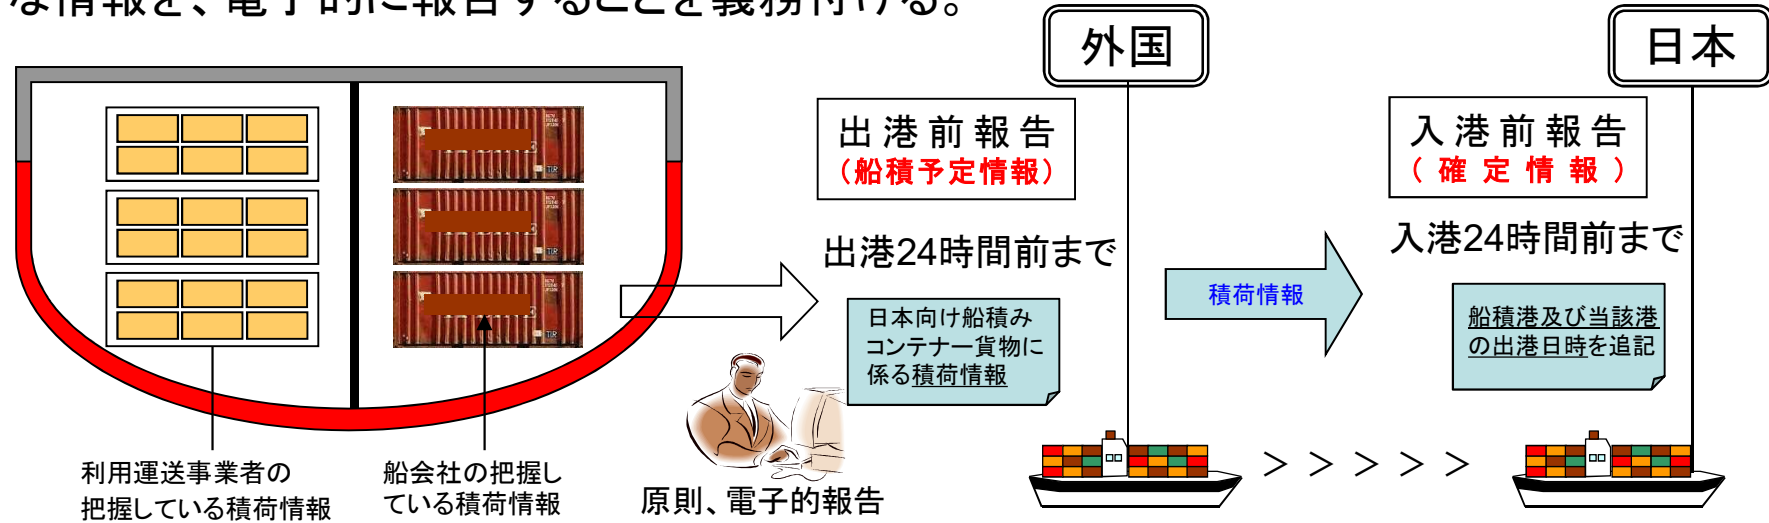 な情報を、電子的に報告することを義務付ける。
外国
日本
出港前報告
（船積予定情報）
入港前報告
（確定情報）
出港24時間前まで
入港24時間前まで
積荷情報
日本向け船積み
コンテナー貨物に
係る積荷情報
船積港及び当該港
の出港日時を追記
利用運送事業者の
把握している積荷情報
船会社の把握し
ている積荷情報
原則、電子的報告
＞＞＞＞＞